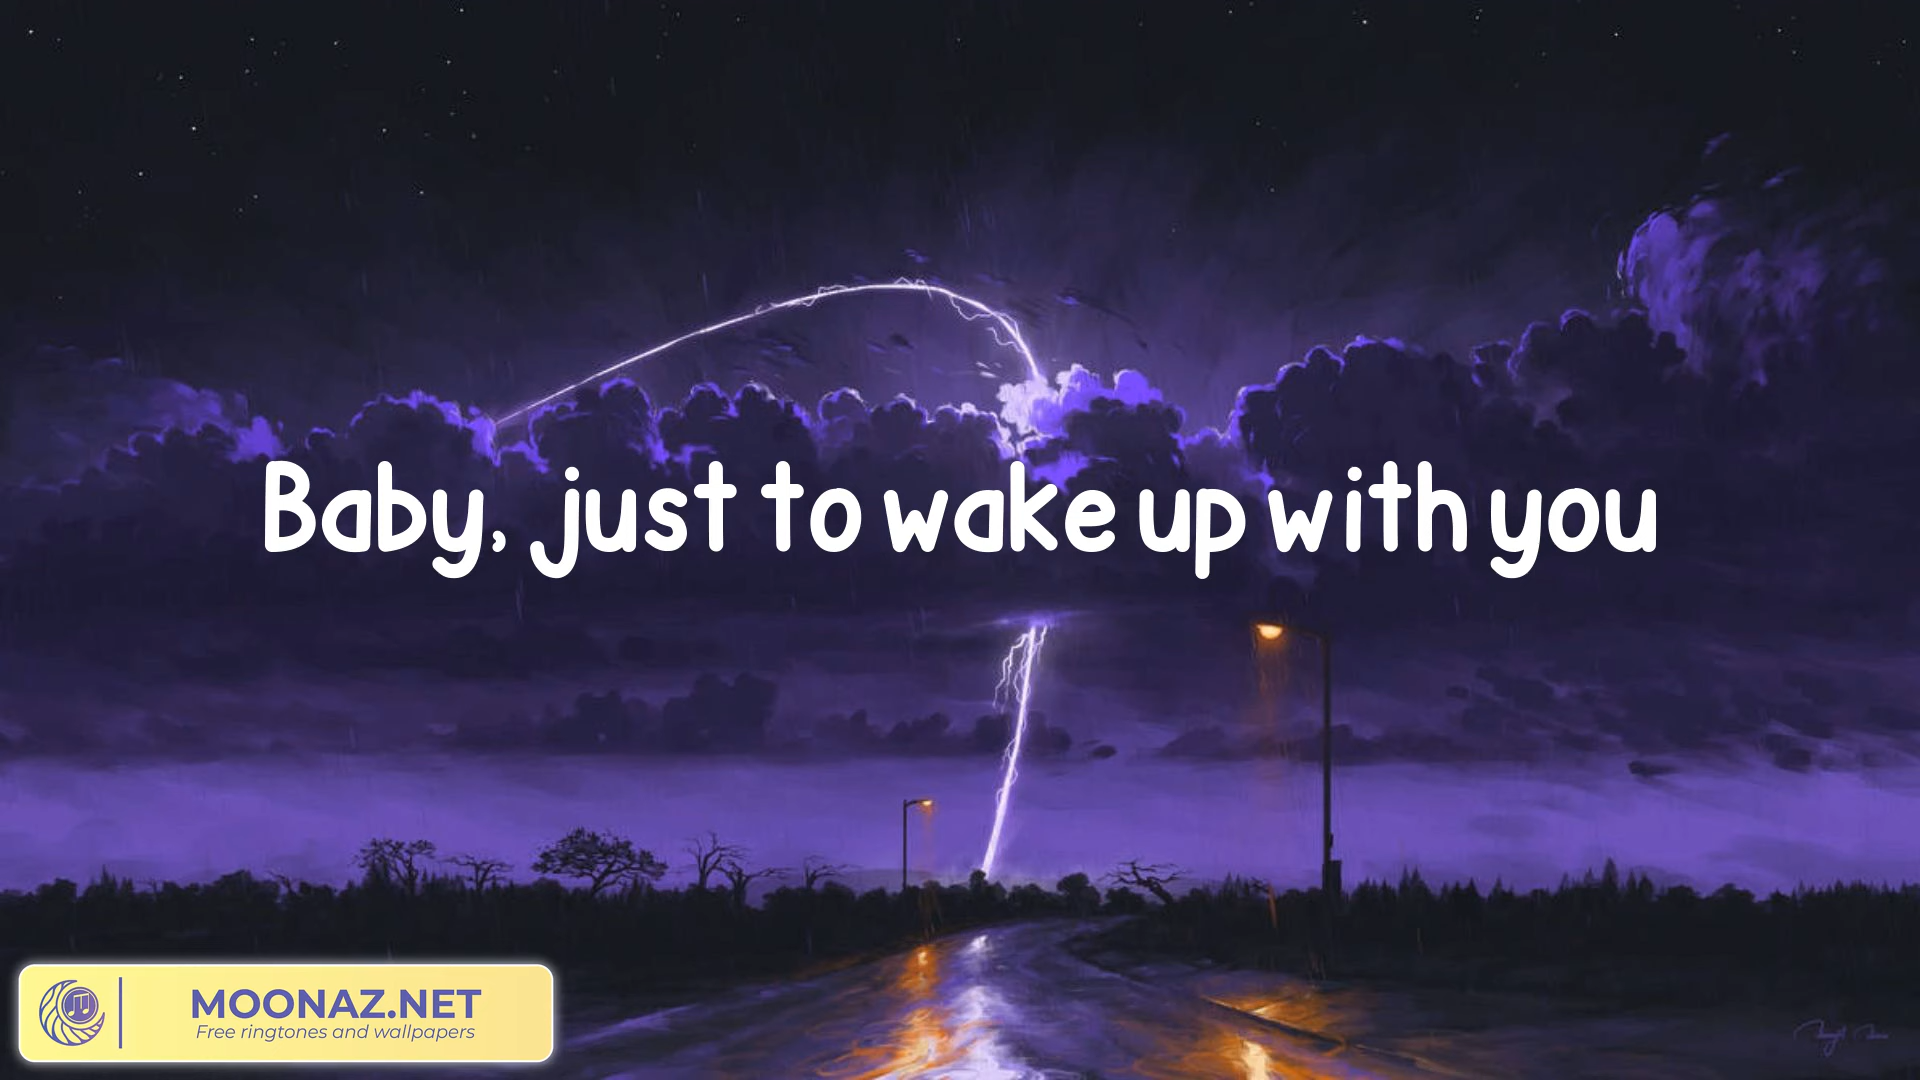 Baby, just to wake up with you
MOONAZ.NET
Free ringtones and wallpapers